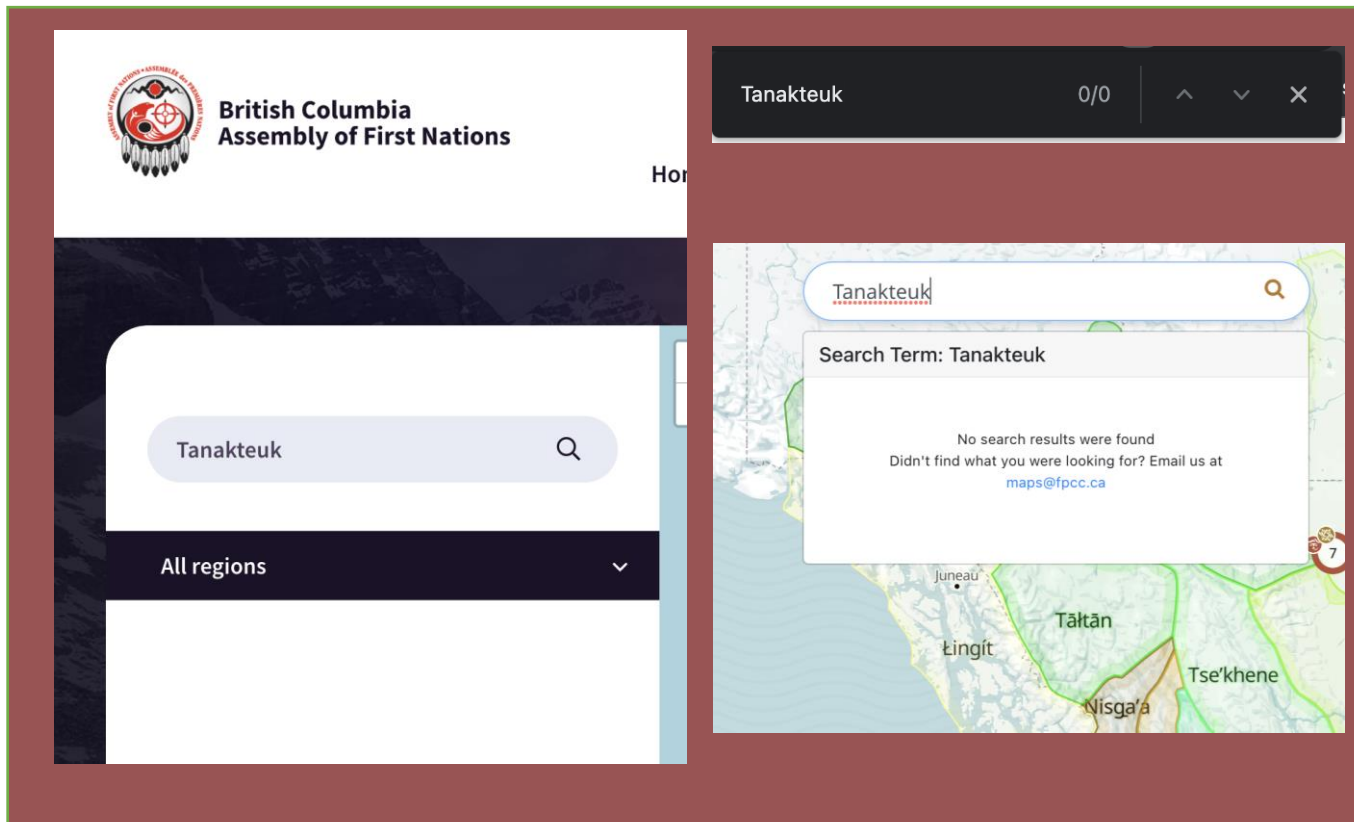 British Columbia
Assembly of First Nations
Hor
Tanakteuk
All regions
Tanakteuk 0/0
Tanakteuk
Search Term: Tanakteuk
No search results were found
Didn't find what you were looking for? Email us at
maps@fpcc.ca
7
Juneau
Tāłtān
Łingít
Tse'khene
Nisga'a